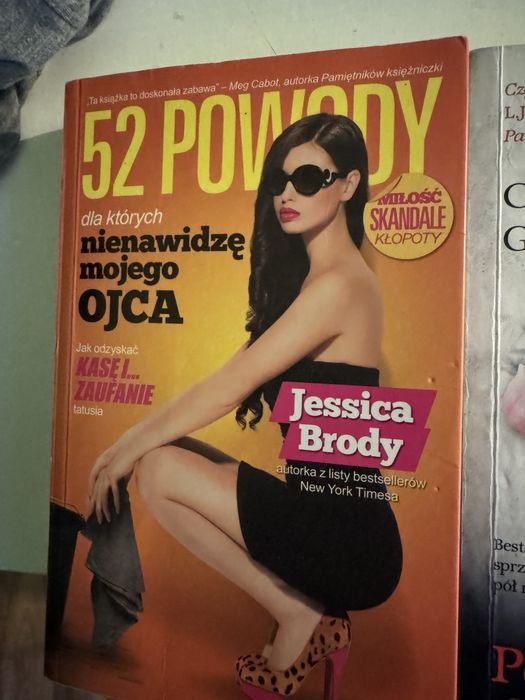 „Ta książka to doskonała zabawa” – Meg Cabot, autorka Pamiętników księżniczki
52 POWODY
dla których
nienawidzę
mojego
OJCA
MIŁOŚĆ
SKANDALE
KŁOPOTY
Jak odzyskać
KASĘ I...
ZAUFANIE
tatusia
Jessica
Brody
autorka z listy bestsellerów
New York Timesa